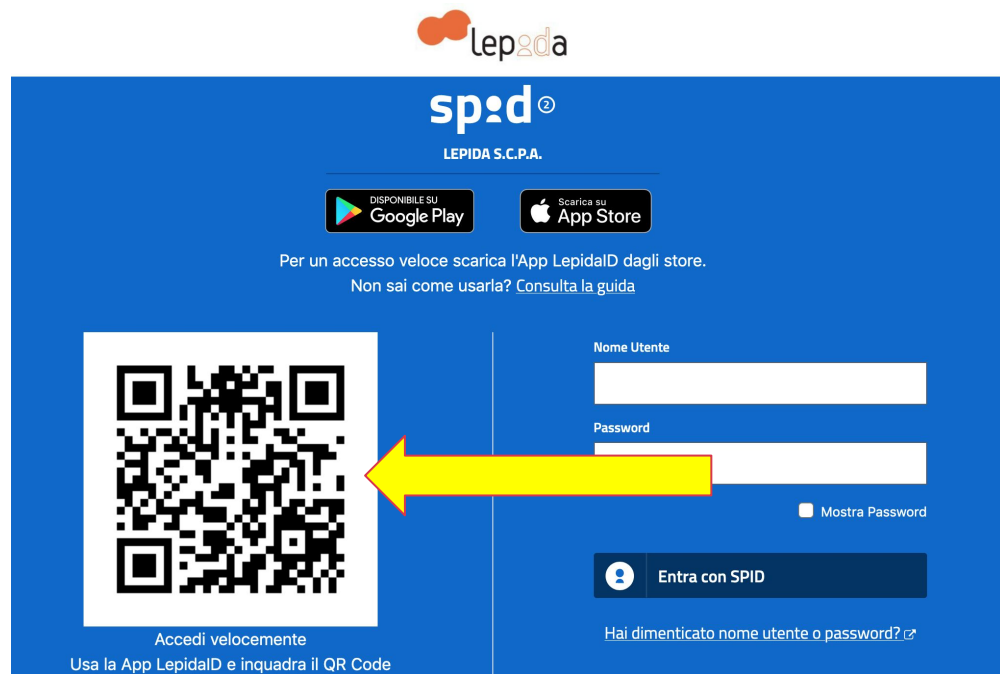 lepida
spid 2
LEPIDA S.C.P.A.
DISPONIBILE SU
Google Play
Scarica su
App Store
Per un accesso veloce scarica l'App LepidaID dagli store.
Non sai come usarla? Consulta la guida
Nome Utente
Password
Mostra Password
Entra con SPID
Hai dimenticato nome utente o password?
Accedi velocemente
Usa la App LepidaID e inquadra il QR Code